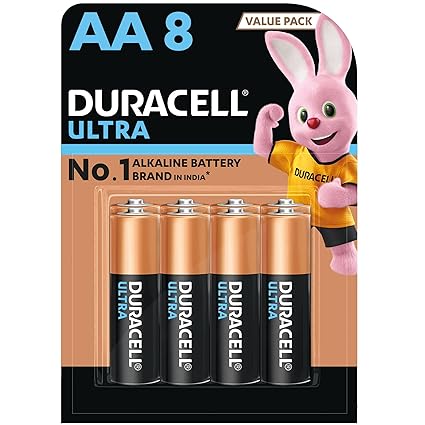 AA 8
VALUE PACK
DURACELL®
ULTRA
No.1 ALKALINE BATTERY
BRAND IN INDIA*
DURACELL
DURACELL®
ULTRA
DURACELL®
ULTRA
DURACELL®
ULTRA
DURACELL®
ULTRA